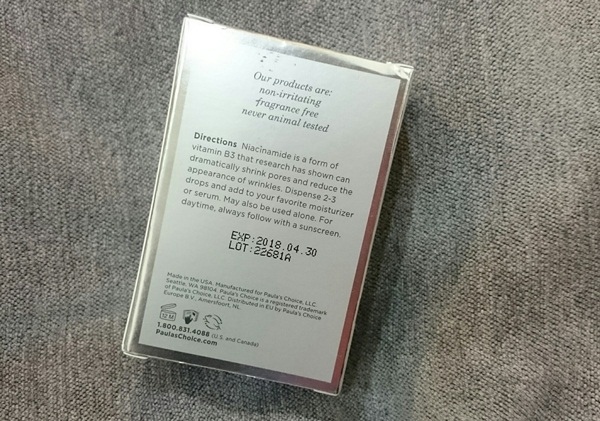 Our products are:
non-irritating
fragrance free
never animal tested
Directions Niacinamide is a form of
vitamin B3 that research has shown can
dramatically shrink pores and reduce the
appearance of wrinkles. Dispense 2-3
drops and add to your favorite moisturizer
or serum. May also be used alone. For
daytime, always follow with a sunscreen.
EXP:2018.04.30
LOT:22681A
Made in the USA. Manufactured for Paula's Choice, LLC.
Seattle, WA 98104. Paula's Choice is a registered trademark
of Paula's Choice, LLC. Distributed in EU by Paula's Choice
Europe B.V., Amersfoort, NL.
12 M
1.800.831.4088 (U.S. and Canada)
PaulasChoice.com